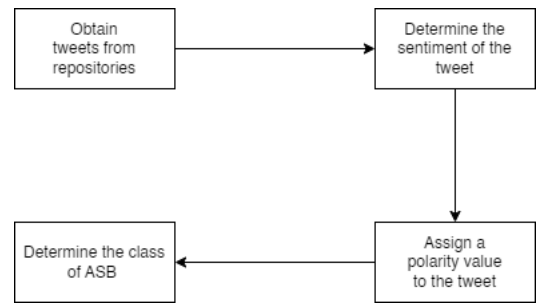 Obtain
tweets from
repositories
Determine the
sentiment of the
tweet
Assign a
polarity value
to the tweet
Determine the class
of ASB